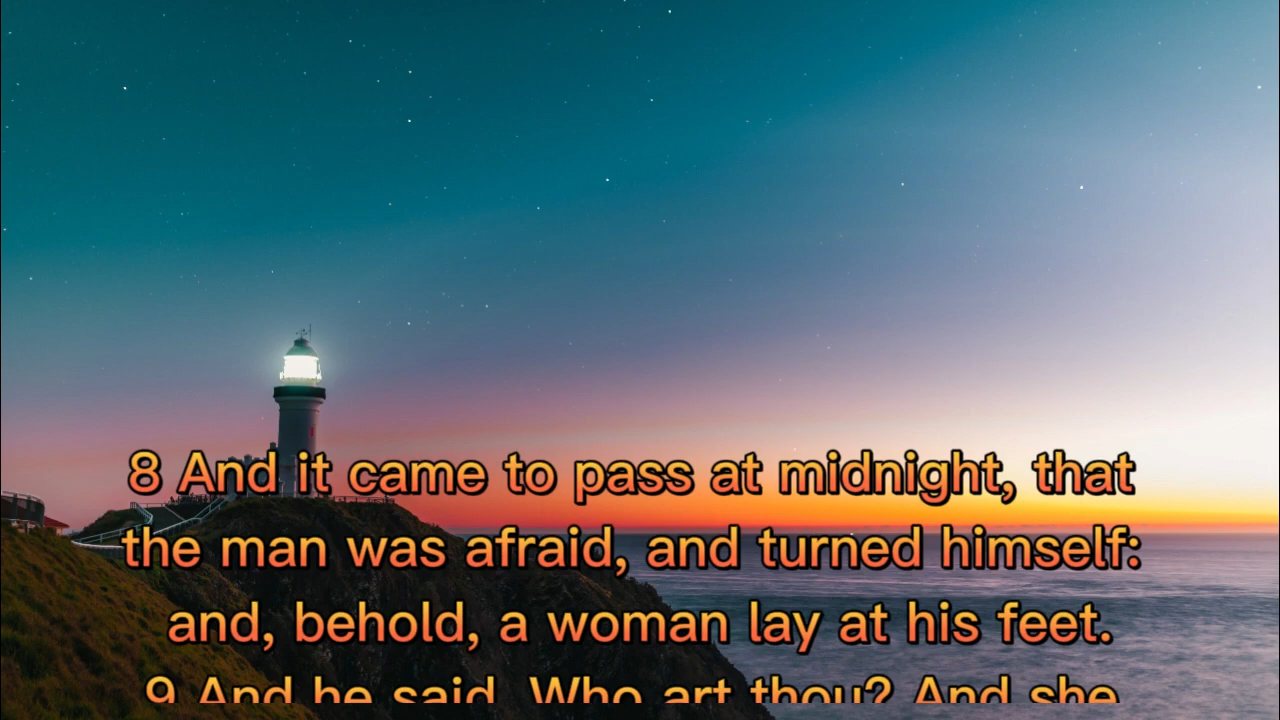 8 And it came to pass at midnight, that
the man was afraid, and turned himself:
and, behold, a woman lay at his feet.
9 And he said, Who art thou? And she